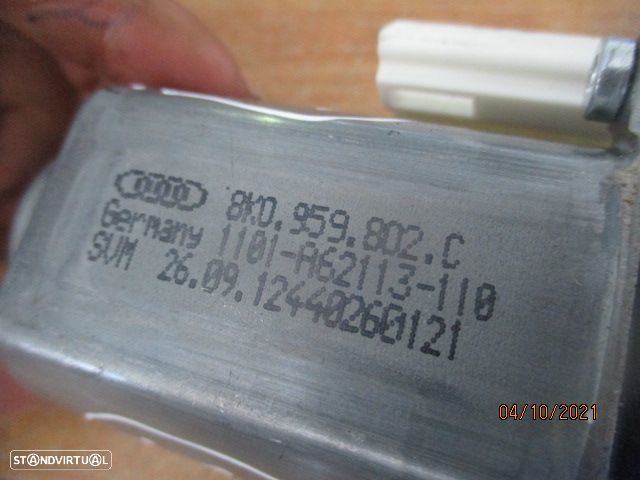 8K0.959.802.C
Germany 1101-A62113-110
SVM 26.09.12440260121
04/10/2021
STANDVIRTUAL